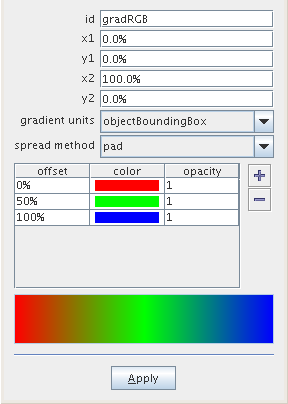 id gradRGB
x1 0.0%
y1 0.0%
x2 100.0%
y2 0.0%
gradient units objectBoundingBox
spread method pad
offset color opacity
0% 1
50% 1
100% 1
Apply